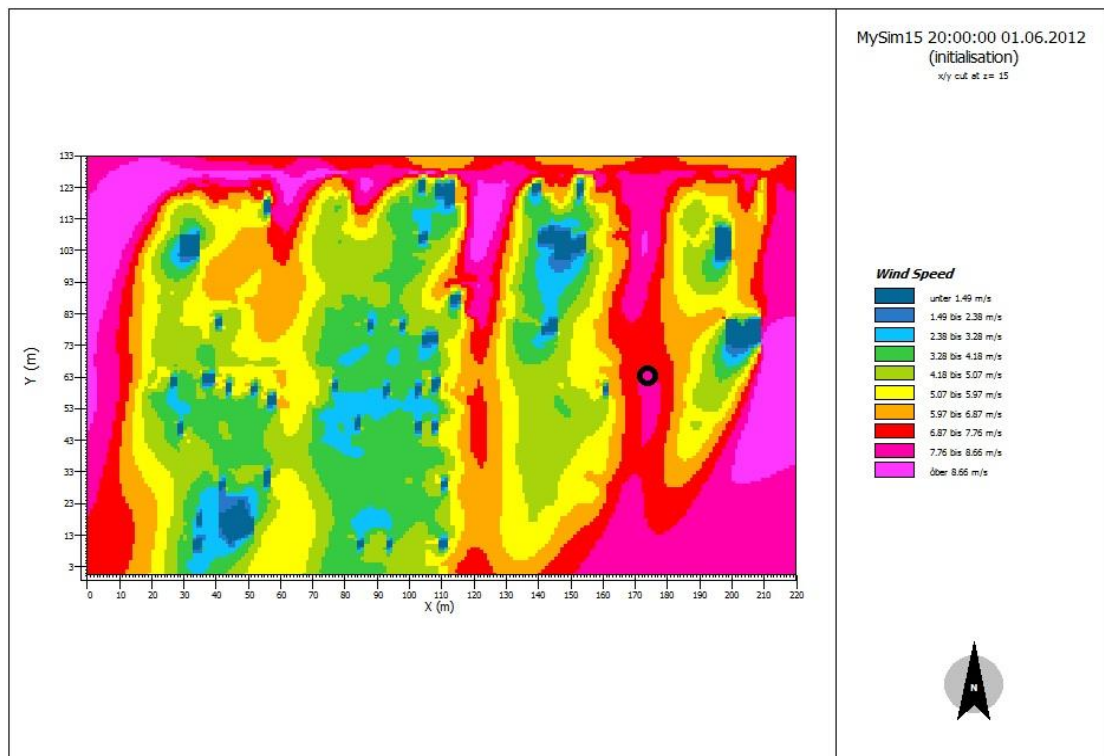 MySim15 20:00:00 01.06.2012
(initialisation)
x/y cut at z= 15
133
123
113
103
93
83
73
63
53
43
33
23
13
3
Y (m)
0 10 20 30 40 50 60 70 80 90 100 110 120 130 140 150 160 170 180 190 200 210 220
X (m)
Wind Speed
unter 1.49 m/s
1.49 bis 2.38 m/s
2.38 bis 3.28 m/s
3.28 bis 4.18 m/s
4.18 bis 5.07 m/s
5.07 bis 5.97 m/s
5.97 bis 6.87 m/s
6.87 bis 7.76 m/s
7.76 bis 8.66 m/s
över 8.66 m/s
N